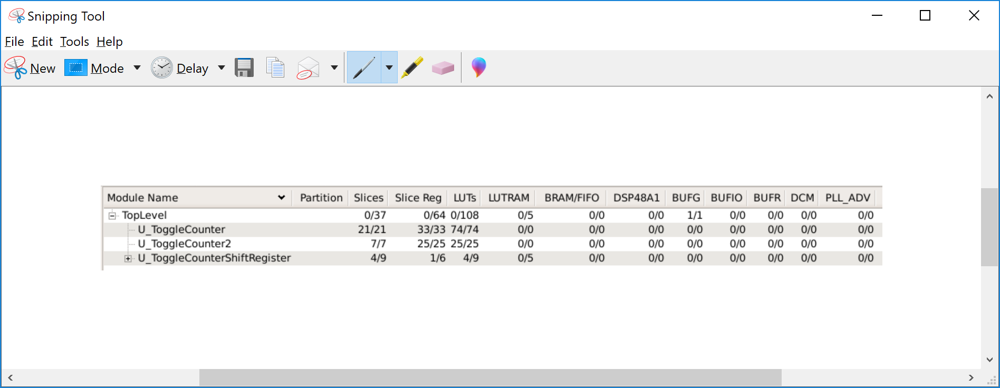 Snipping Tool
File Edit Tools Help
New Mode Delay
Module Name Partition Slices Slice Reg LUTs LUTRAM BRAM/FIFO DSP48A1 BUFG BUFIO BUFR DCM PLL_ADV
TopLevel 0/37 0/64 0/108 0/5 0/0 0/0 1/1 0/0 0/0 0/0 0/0
U_ToggleCounter 21/21 33/33 74/74 0/0 0/0 0/0 0/0 0/0 0/0 0/0 0/0
U_ToggleCounter2 7/7 25/25 25/25 0/0 0/0 0/0 0/0 0/0 0/0 0/0 0/0
U_ToggleCounterShiftRegister 4/9 1/6 4/9 0/5 0/0 0/0 0/0 0/0 0/0 0/0 0/0